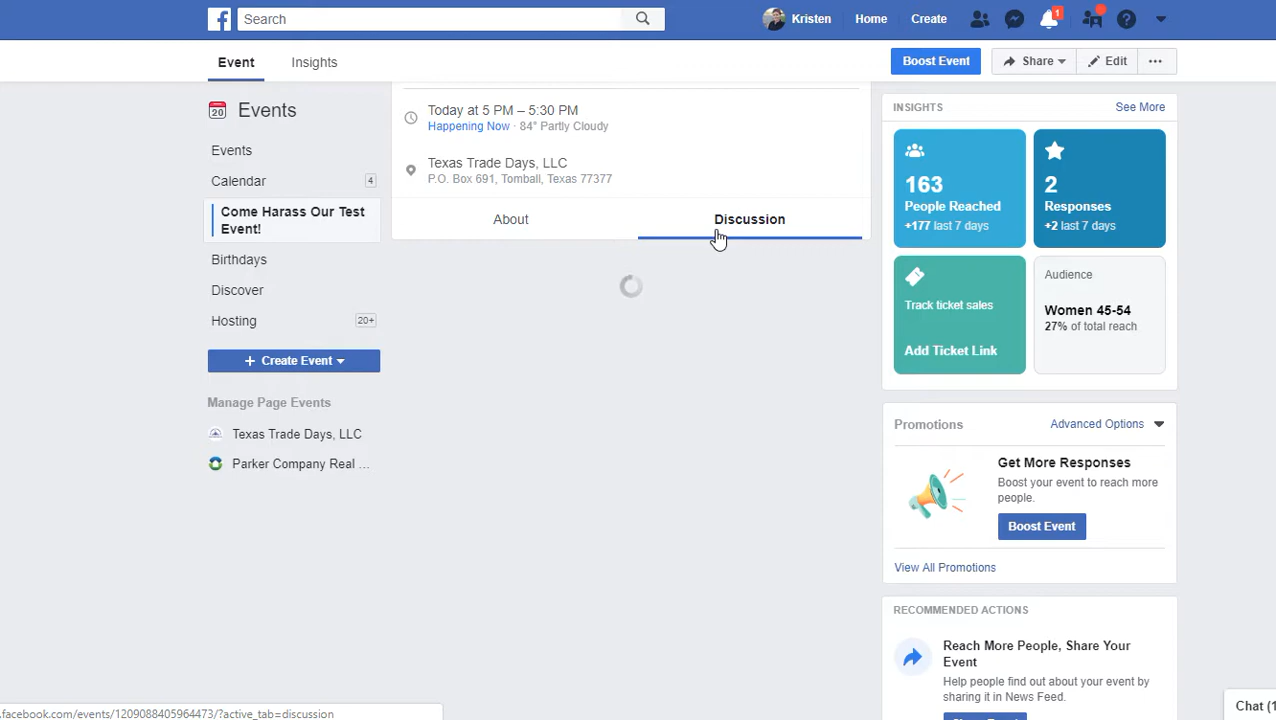 Search
Kristen
Home
Create
1
Event
Insights
Boost Event
Share
Edit
20
Events
Events
Calendar
4
Come Harass Our Test
Event!
Birthdays
Discover
Hosting
20+
+ Create Event
Manage Page Events
Texas Trade Days, LLC
Parker Company Real ...
Today at 5 PM – 5:30 PM
Happening Now · 84° Partly Cloudy
Texas Trade Days, LLC
P.O. Box 691, Tomball, Texas 77377
About
Discussion
INSIGHTS
See More
163
People Reached
+177 last 7 days
2
Responses
+2 last 7 days
Track ticket sales
Add Ticket Link
Audience
Women 45-54
27% of total reach
Promotions
Advanced Options
Get More Responses
Boost your event to reach more
people.
Boost Event
View All Promotions
RECOMMENDED ACTIONS
Reach More People, Share Your
Event
Help people find out about your event by
sharing it in News Feed.
Chat (1
.facebook.com/events/1209088405964473/?active_tab=discussion